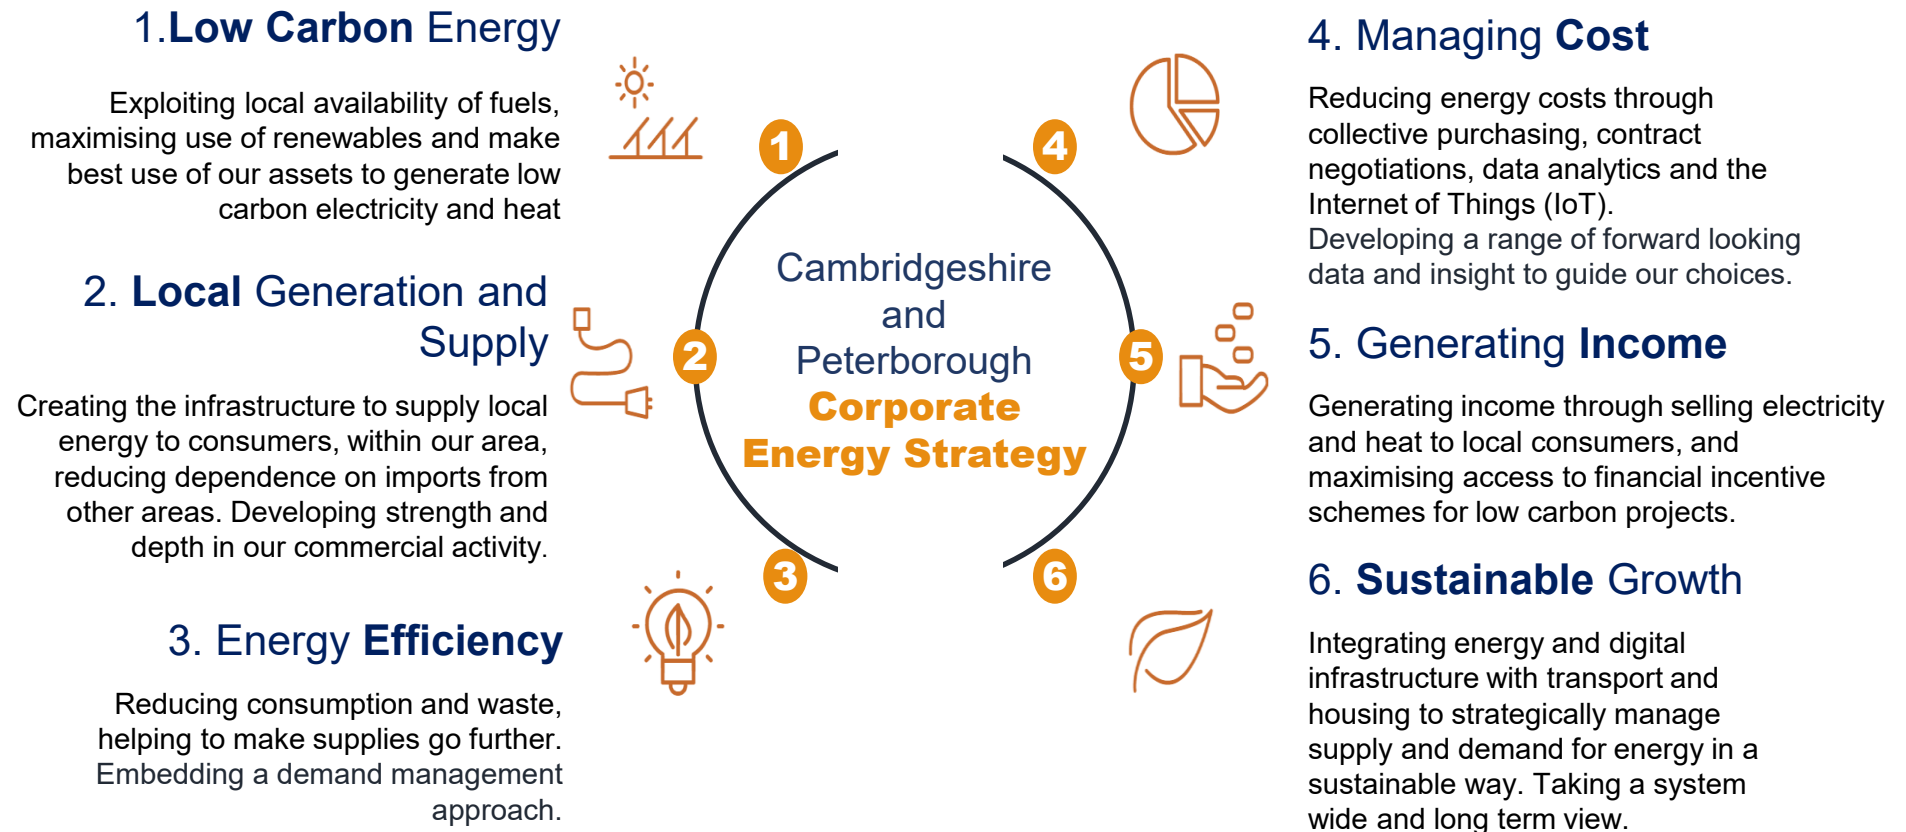 1.Low Carbon Energy
Exploiting local availability of fuels,
maximising use of renewables and make
best use of our assets to generate low
carbon electricity and heat
2. Local Generation and
Supply
Creating the infrastructure to supply local
energy to consumers, within our area,
reducing dependence on imports from
other areas. Developing strength and
depth in our commercial activity.
3. Energy Efficiency
Reducing consumption and waste,
helping to make supplies go further.
Embedding a demand management
approach.
1
2
3
Cambridgeshire
and
Peterborough
Corporate
Energy Strategy
4
5
6
4. Managing Cost
Reducing energy costs through
collective purchasing, contract
negotiations, data analytics and the
Internet of Things (IoT).
Developing a range of forward looking
data and insight to guide our choices.
5. Generating Income
Generating income through selling electricity
and heat to local consumers, and
maximising access to financial incentive
schemes for low carbon projects.
6. Sustainable Growth
Integrating energy and digital
infrastructure with transport and
housing to strategically manage
supply and demand for energy in a
sustainable way. Taking a system
wide and long term view.